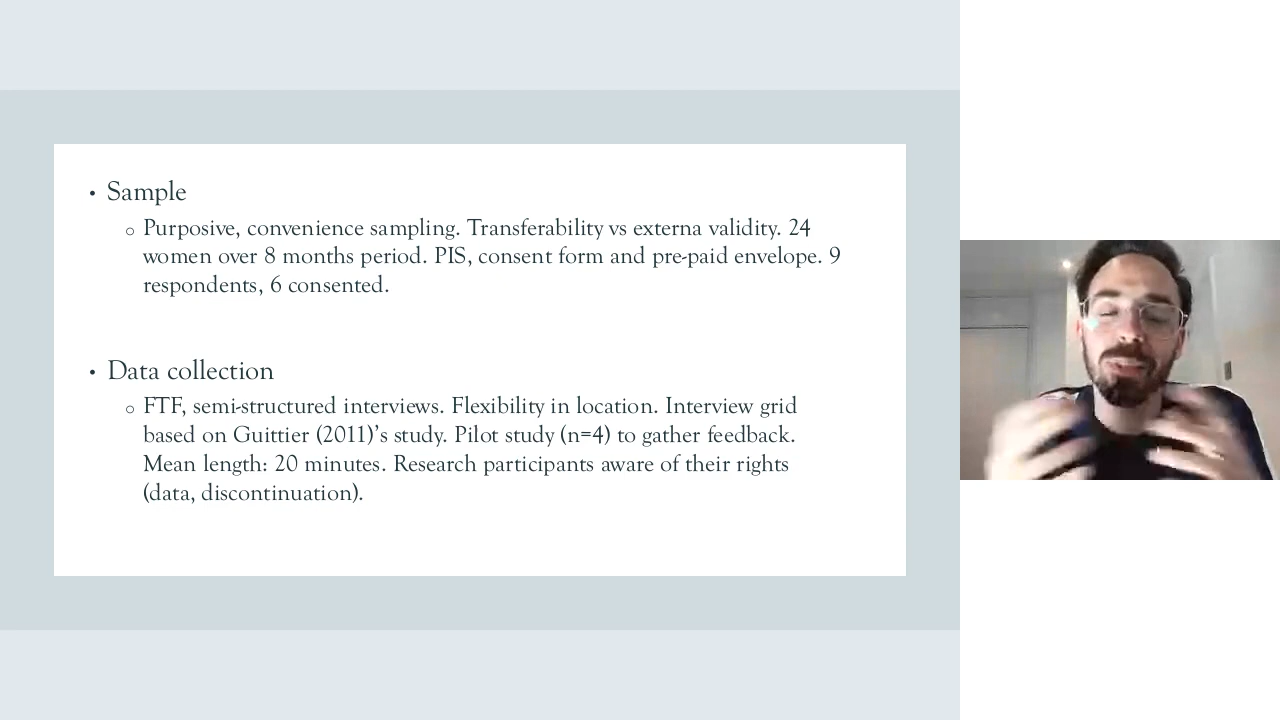 • Sample
o Purposive, convenience sampling. Transferability vs externa validity. 24
women over 8 months period. PIS, consent form and pre-paid envelope. 9
respondents, 6 consented.
• Data collection
o FTF, semi-structured interviews. Flexibility in location. Interview grid
based on Guittier (2011)’s study. Pilot study (n=4) to gather feedback.
Mean length: 20 minutes. Research participants aware of their rights
(data, discontinuation).